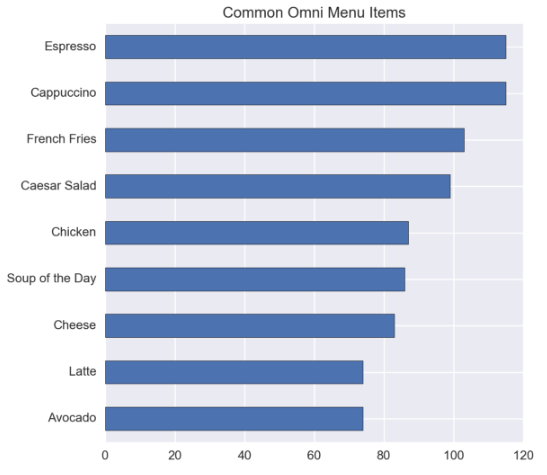 Common Omni Menu Items
Espresso
Cappuccino
French Fries
Caesar Salad
Chicken
Soup of the Day
Cheese
Latte
Avocado
0 20 40 60 80 100 120